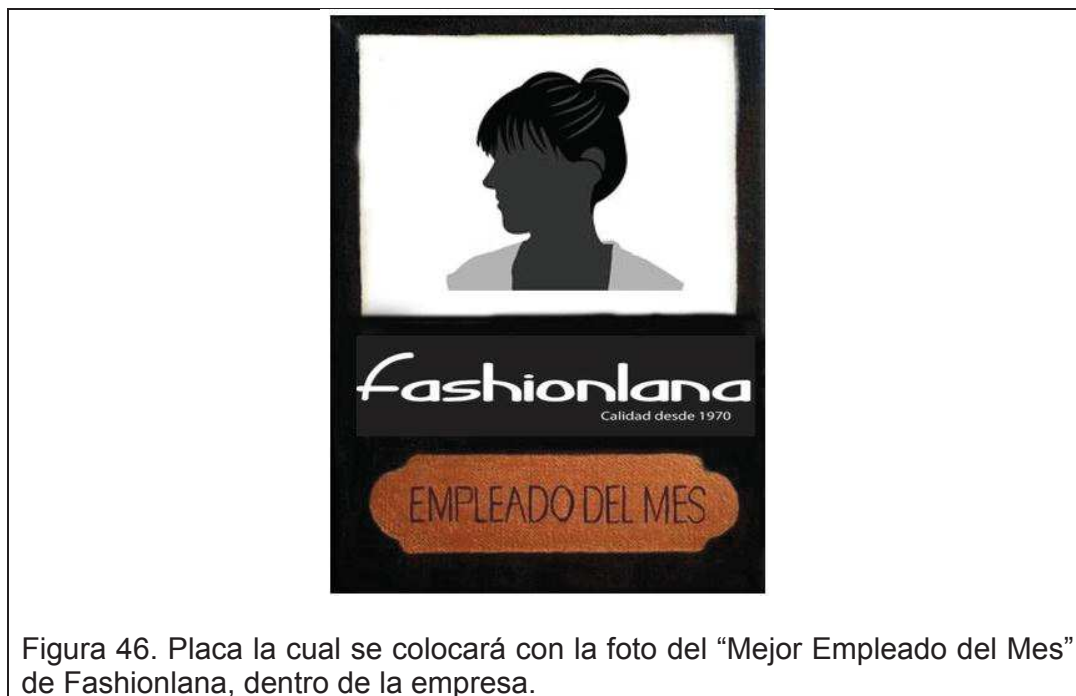 fashionlana
Calidad desde 1970
EMPLEADO DEL MES
Figura 46. Placa la cual se colocará con la foto del “Mejor Empleado del Mes”
de Fashionlana, dentro de la empresa.